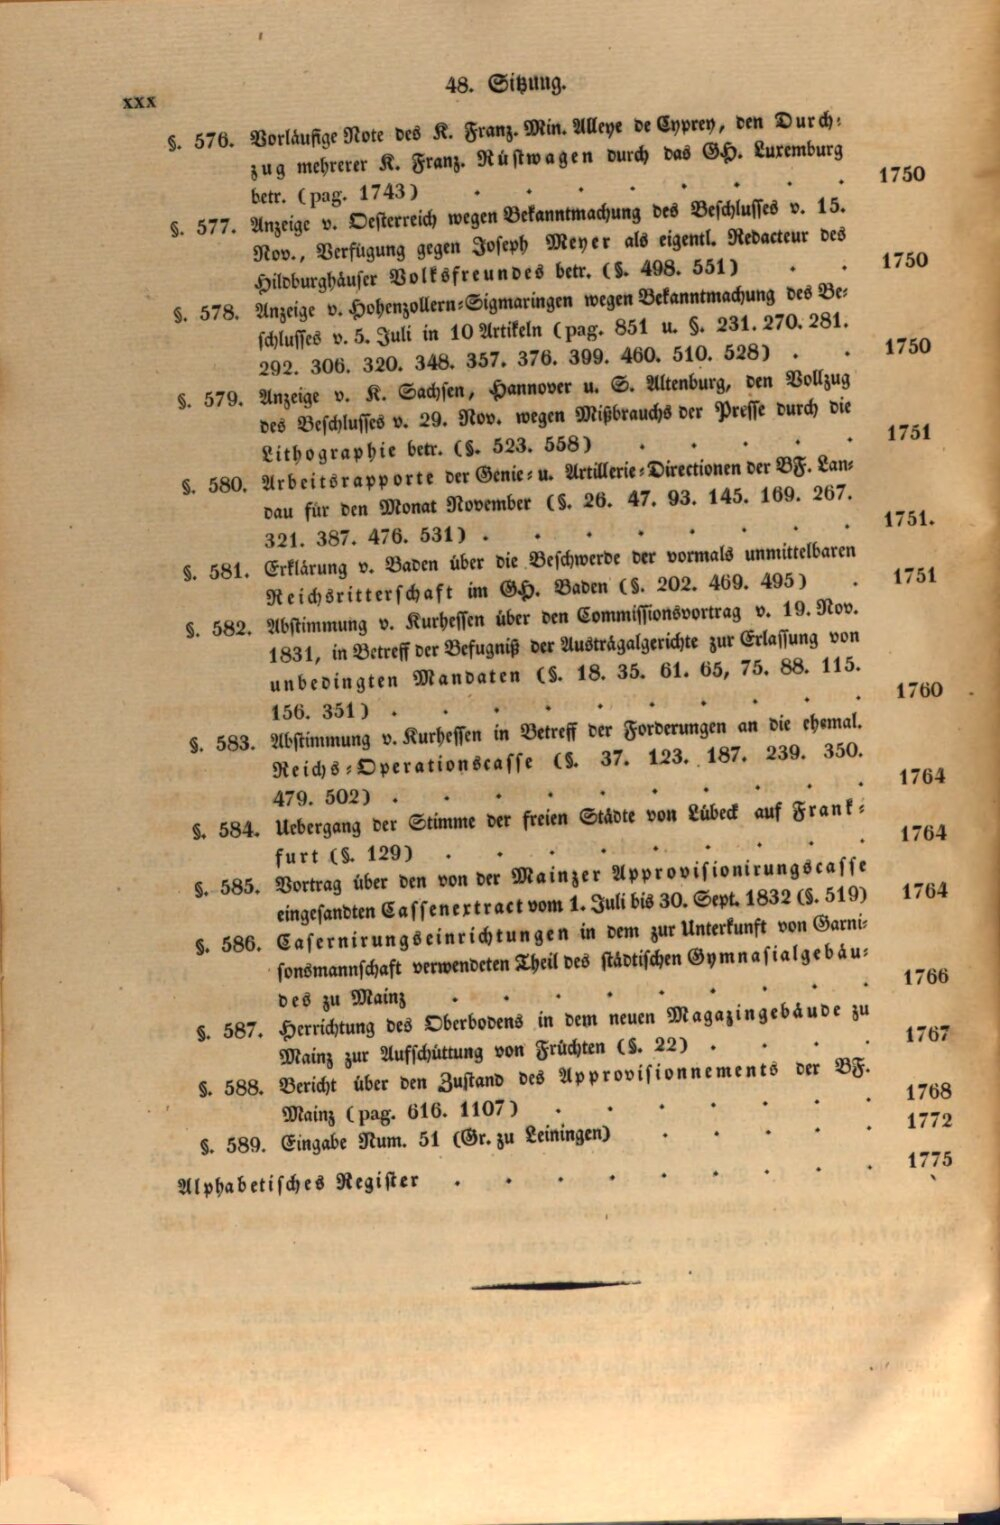 xxx
48. Sitzung.
§. 576. Vorläufige Note des K. Franz. Min. Alleye de Cyprey, den Durch-
zug mehrerer K. Franz. Rüstwagen durch das GH. Luxemburg
betr. (pag. 1743) . . . . . . . . 1750
§. 577. Anzeige v. Oesterreich wegen Bekanntmachung des Beschlusses v. 15.
Nov., Verfügung gegen Joseph Meyer als eigentl. Redacteur des
Hildburghäuser Volksfreundes betr. (§. 498. 551) . . 1750
§. 578. Anzeige v. Hohenzollern-Sigmaringen wegen Bekanntmachung des Be-
schlusses v. 5. Juli in 10 Artikeln (pag. 851 u. §. 231. 270. 281.
292. 306. 320. 348. 357. 376. 399. 460. 510. 528) . . 1750
§. 579. Anzeige v. K. Sachsen, Hannover u. S. Altenburg, den Vollzug
des Beschlusses v. 29. Nov. wegen Mißbrauchs der Presse durch die
Lithographie betr. (§. 523. 558) . . . . . 1751
§. 580. Arbeitsrapporte der Genie- u. Artillerie-Directionen der BF. Lan-
dau für den Monat November (§. 26. 47. 93. 145. 169. 267.
321. 387. 476. 531) . . . . . . . . 1751.
§. 581. Erklärung v. Baden über die Beschwerde der vormals unmittelbaren
Reichsritterschaft im GH. Baden (§. 202. 469. 495) . 1751
§. 582. Abstimmung v. Kurhessen über den Commissionsvortrag v. 19. Nov.
1831, in Betreff der Befugniß der Austrägalgerichte zur Erlassung von
unbedingten Mandaten (§. 18. 35. 61. 65, 75. 88. 115.
156. 351) . . . . . . . . . . 1760
§. 583. Abstimmung v. Kurhessen in Betreff der Forderungen an die ehemal.
Reichs-Operationscasse (§. 37. 123. 187. 239. 350.
479. 502) . . . . . . . . . . 1764
§. 584. Uebergang der Stimme der freien Städte von Lübeck auf Frank-
furt (§. 129) . . . . . . . . . 1764
§. 585. Vortrag über den von der Mainzer Approvisionirungscasse
eingesandten Cassenextract vom 1. Juli bis 30. Sept. 1832 (§. 519) 1764
§. 586. Casernirungseinrichtungen in dem zur Unterkunft von Garni-
sonsmannschaft verwendeten Theil des städtischen Gymnasialgebäu-
des zu Mainz . . . . . . . . . 1766
§. 587. Herrichtung des Oberbodens in dem neuen Magazingebäude zu
Mainz zur Aufschüttung von Früchten (§. 22) . . . . 1767
§. 588. Bericht über den Zustand des Approvisionnements der BF.
Mainz (pag. 616. 1107) . . . . . . . 1768
§. 589. Eingabe Num. 51 (Gr. zu Leiningen) . . . . . 1772
Alphabetisches Register . . . . . . . . . 1775